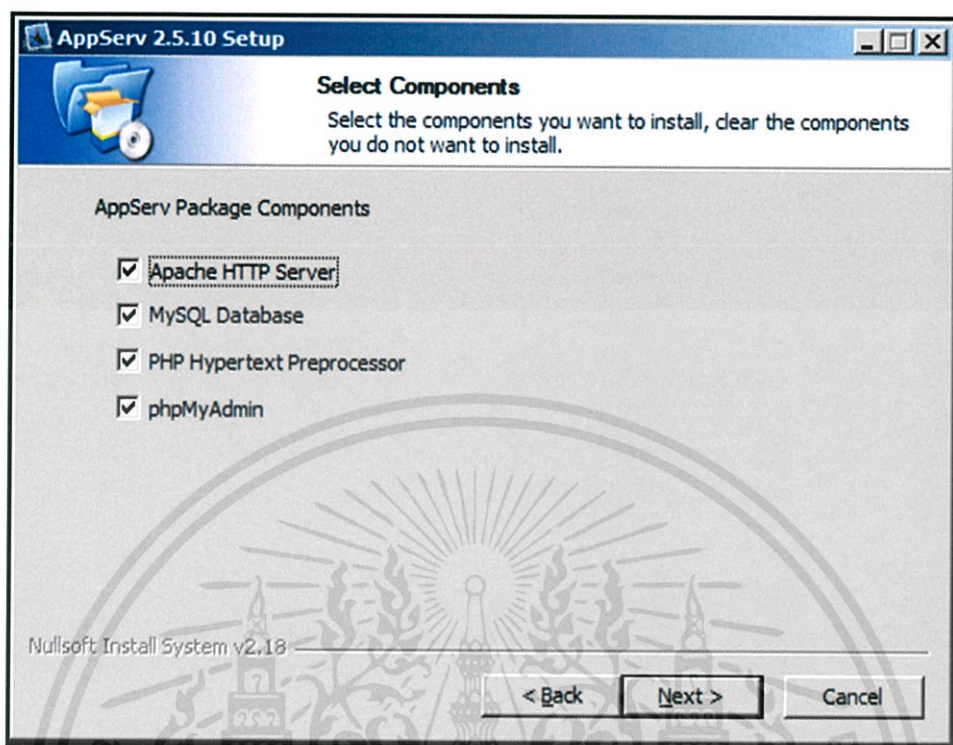 AppServ 2.5.10 Setup
Select Components
Select the components you want to install, clear the components
you do not want to install.
AppServ Package Components
Apache HTTP Server
MySQL Database
PHP Hypertext Preprocessor
phpMyAdmin
Nullsoft Install System v2.18
< Back
Next >
Cancel